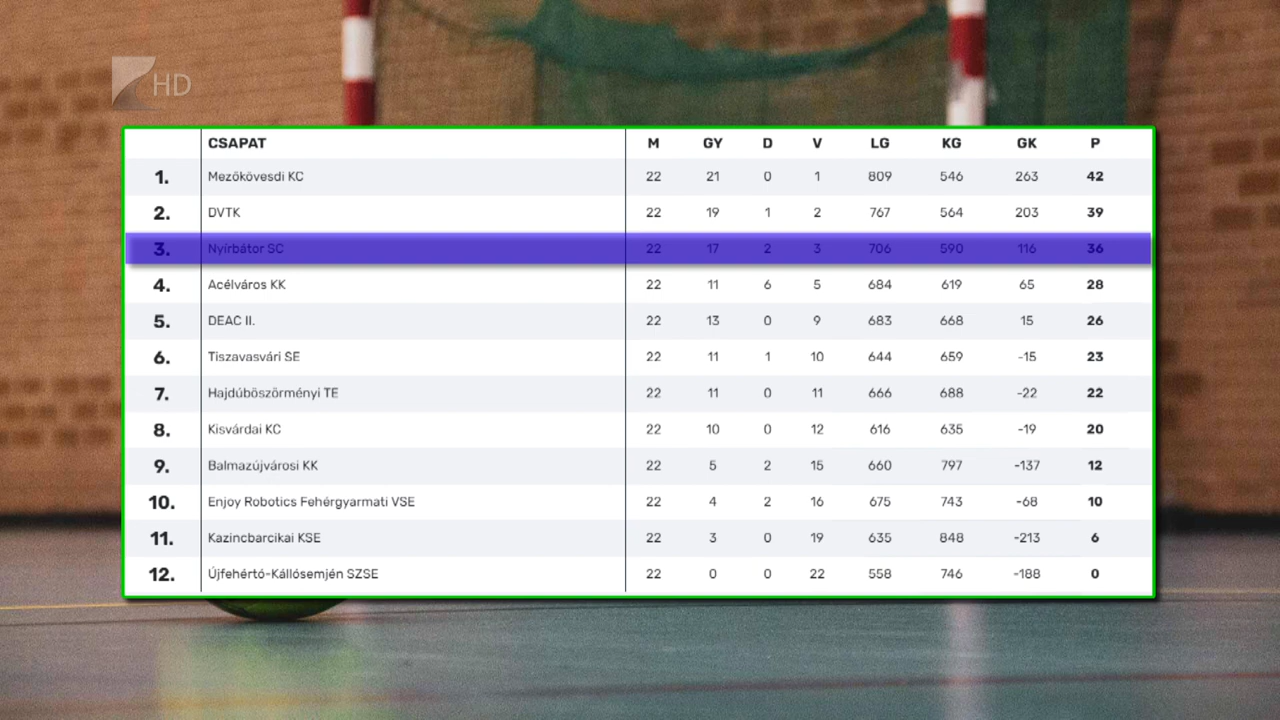 HD
CSAPAT M GY D V LG KG GK P
1. Mezőkövesdi KC 22 21 0 1 809 546 263 42
2. DVTK 22 19 1 2 767 564 203 39
3. Nyírbátor SC 22 17 2 3 706 590 116 36
4. Acélváros KK 22 11 6 5 684 619 65 28
5. DEAC II. 22 13 0 9 683 668 15 26
6. Tiszavasvári SE 22 11 1 10 644 659 -15 23
7. Hajdúböszörményi TE 22 11 0 11 666 688 -22 22
8. Kisvárdai KC 22 10 0 12 616 635 -19 20
9. Balmazújvárosi KK 22 5 2 15 660 797 -137 12
10. Enjoy Robotics Fehérgyarmati VSE 22 4 2 16 675 743 -68 10
11. Kazincbarcikai KSE 22 3 0 19 635 848 -213 6
12. Újfehértó-Kállósemjén SZSE 22 0 0 22 558 746 -188 0